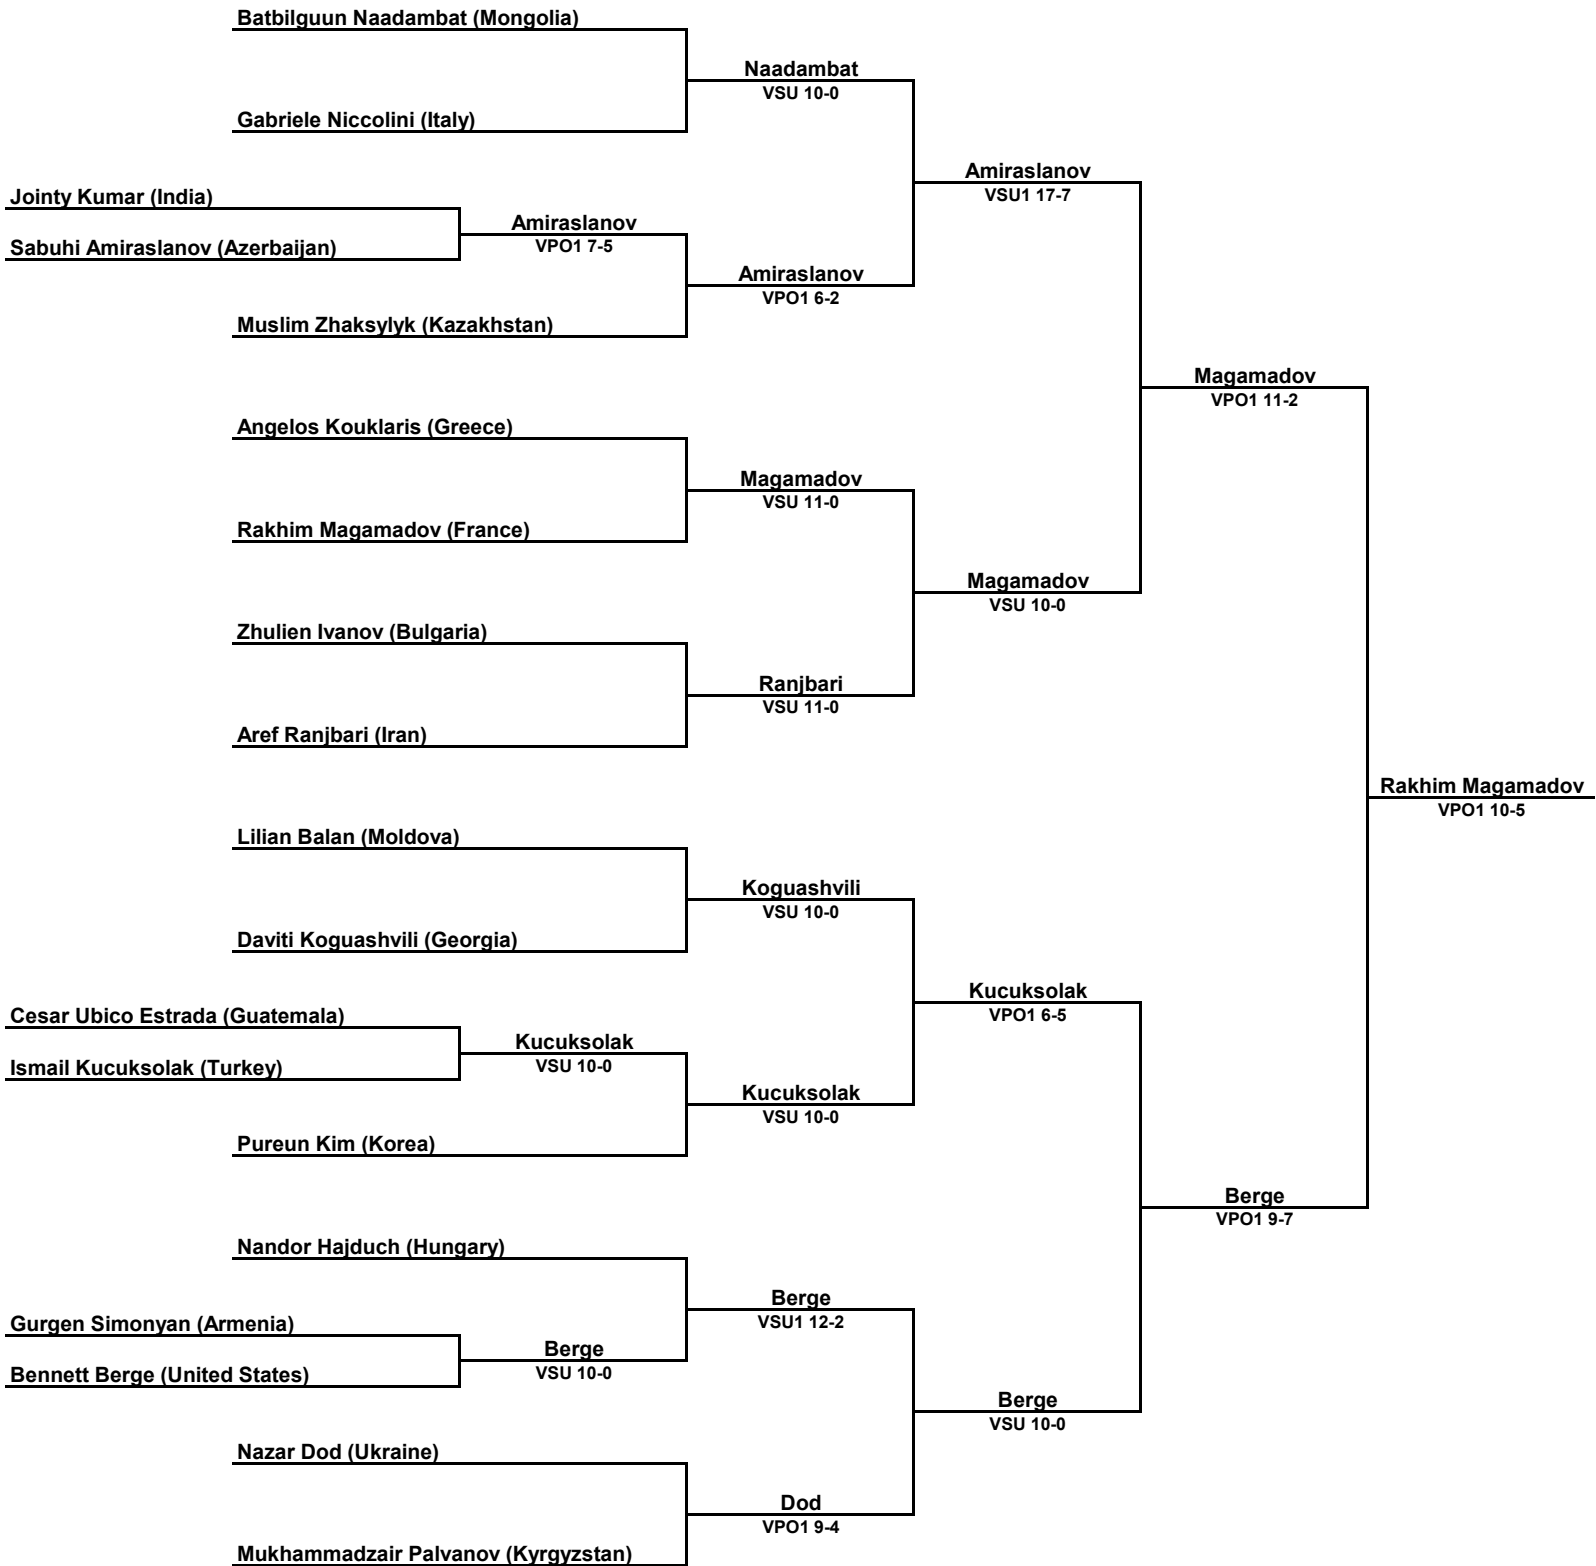 Batbilguun Naadambat (Mongolia)
Naadambat
VSU 10-0
Gabriele Niccolini (Italy)
Amiraslanov
VSU1 17-7
Jointy Kumar (India)
Amiraslanov
VPO1 7-5
Sabuhi Amiraslanov (Azerbaijan)
Amiraslanov
VPO1 6-2
Muslim Zhaksylyk (Kazakhstan)
Magamadov
VPO1 11-2
Angelos Kouklaris (Greece)
Magamadov
VSU 11-0
Rakhim Magamadov (France)
Magamadov
VSU 10-0
Zhulien Ivanov (Bulgaria)
Ranjbari
VSU 11-0
Aref Ranjbari (Iran)
Rakhim Magamadov
VPO1 10-5
Lilian Balan (Moldova)
Koguashvili
VSU 10-0
Daviti Koguashvili (Georgia)
Kucuksolak
VPO1 6-5
Cesar Ubico Estrada (Guatemala)
Kucuksolak
VSU 10-0
Ismail Kucuksolak (Turkey)
Kucuksolak
VSU 10-0
Pureun Kim (Korea)
Berge
VPO1 9-7
Nandor Hajduch (Hungary)
Berge
VSU1 12-2
Gurgen Simonyan (Armenia)
Berge
VSU 10-0
Bennett Berge (United States)
Berge
VSU 10-0
Nazar Dod (Ukraine)
Dod
VPO1 9-4
Mukhammadzair Palvanov (Kyrgyzstan)